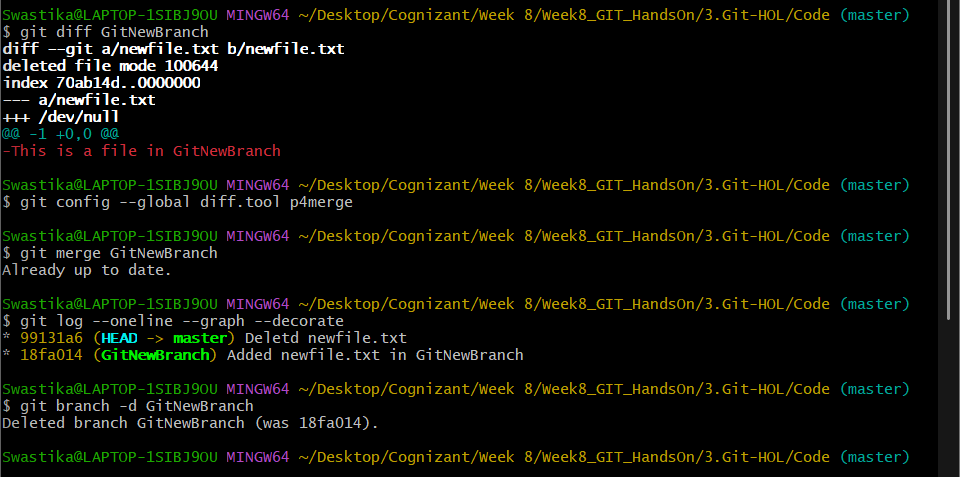 Swastika@LAPTOP-1SIBJ9OU MINGW64 ~/Desktop/Cognizant/Week 8/Week8_GIT_HandsOn/3.Git-HOL/Code (master)
$ git diff GitNewBranch
diff --git a/newfile.txt b/newfile.txt
deleted file mode 100644
index 70ab14d..0000000
--- a/newfile.txt
+++ /dev/null
@@ -1 +0,0 @@
-This is a file in GitNewBranch
Swastika@LAPTOP-1SIBJ9OU MINGW64 ~/Desktop/Cognizant/Week 8/Week8_GIT_HandsOn/3.Git-HOL/Code (master)
$ git config --global diff.tool p4merge
Swastika@LAPTOP-1SIBJ9OU MINGW64 ~/Desktop/Cognizant/Week 8/Week8_GIT_HandsOn/3.Git-HOL/Code (master)
$ git merge GitNewBranch
Already up to date.
Swastika@LAPTOP-1SIBJ9OU MINGW64 ~/Desktop/Cognizant/Week 8/Week8_GIT_HandsOn/3.Git-HOL/Code (master)
$ git log --oneline --graph --decorate
* 99131a6 (HEAD -> master) Deletd newfile.txt
* 18fa014 (GitNewBranch) Added newfile.txt in GitNewBranch
Swastika@LAPTOP-1SIBJ9OU MINGW64 ~/Desktop/Cognizant/Week 8/Week8_GIT_HandsOn/3.Git-HOL/Code (master)
$ git branch -d GitNewBranch
Deleted branch GitNewBranch (was 18fa014).
Swastika@LAPTOP-1SIBJ9OU MINGW64 ~/Desktop/Cognizant/Week 8/Week8_GIT_HandsOn/3.Git-HOL/Code (master)